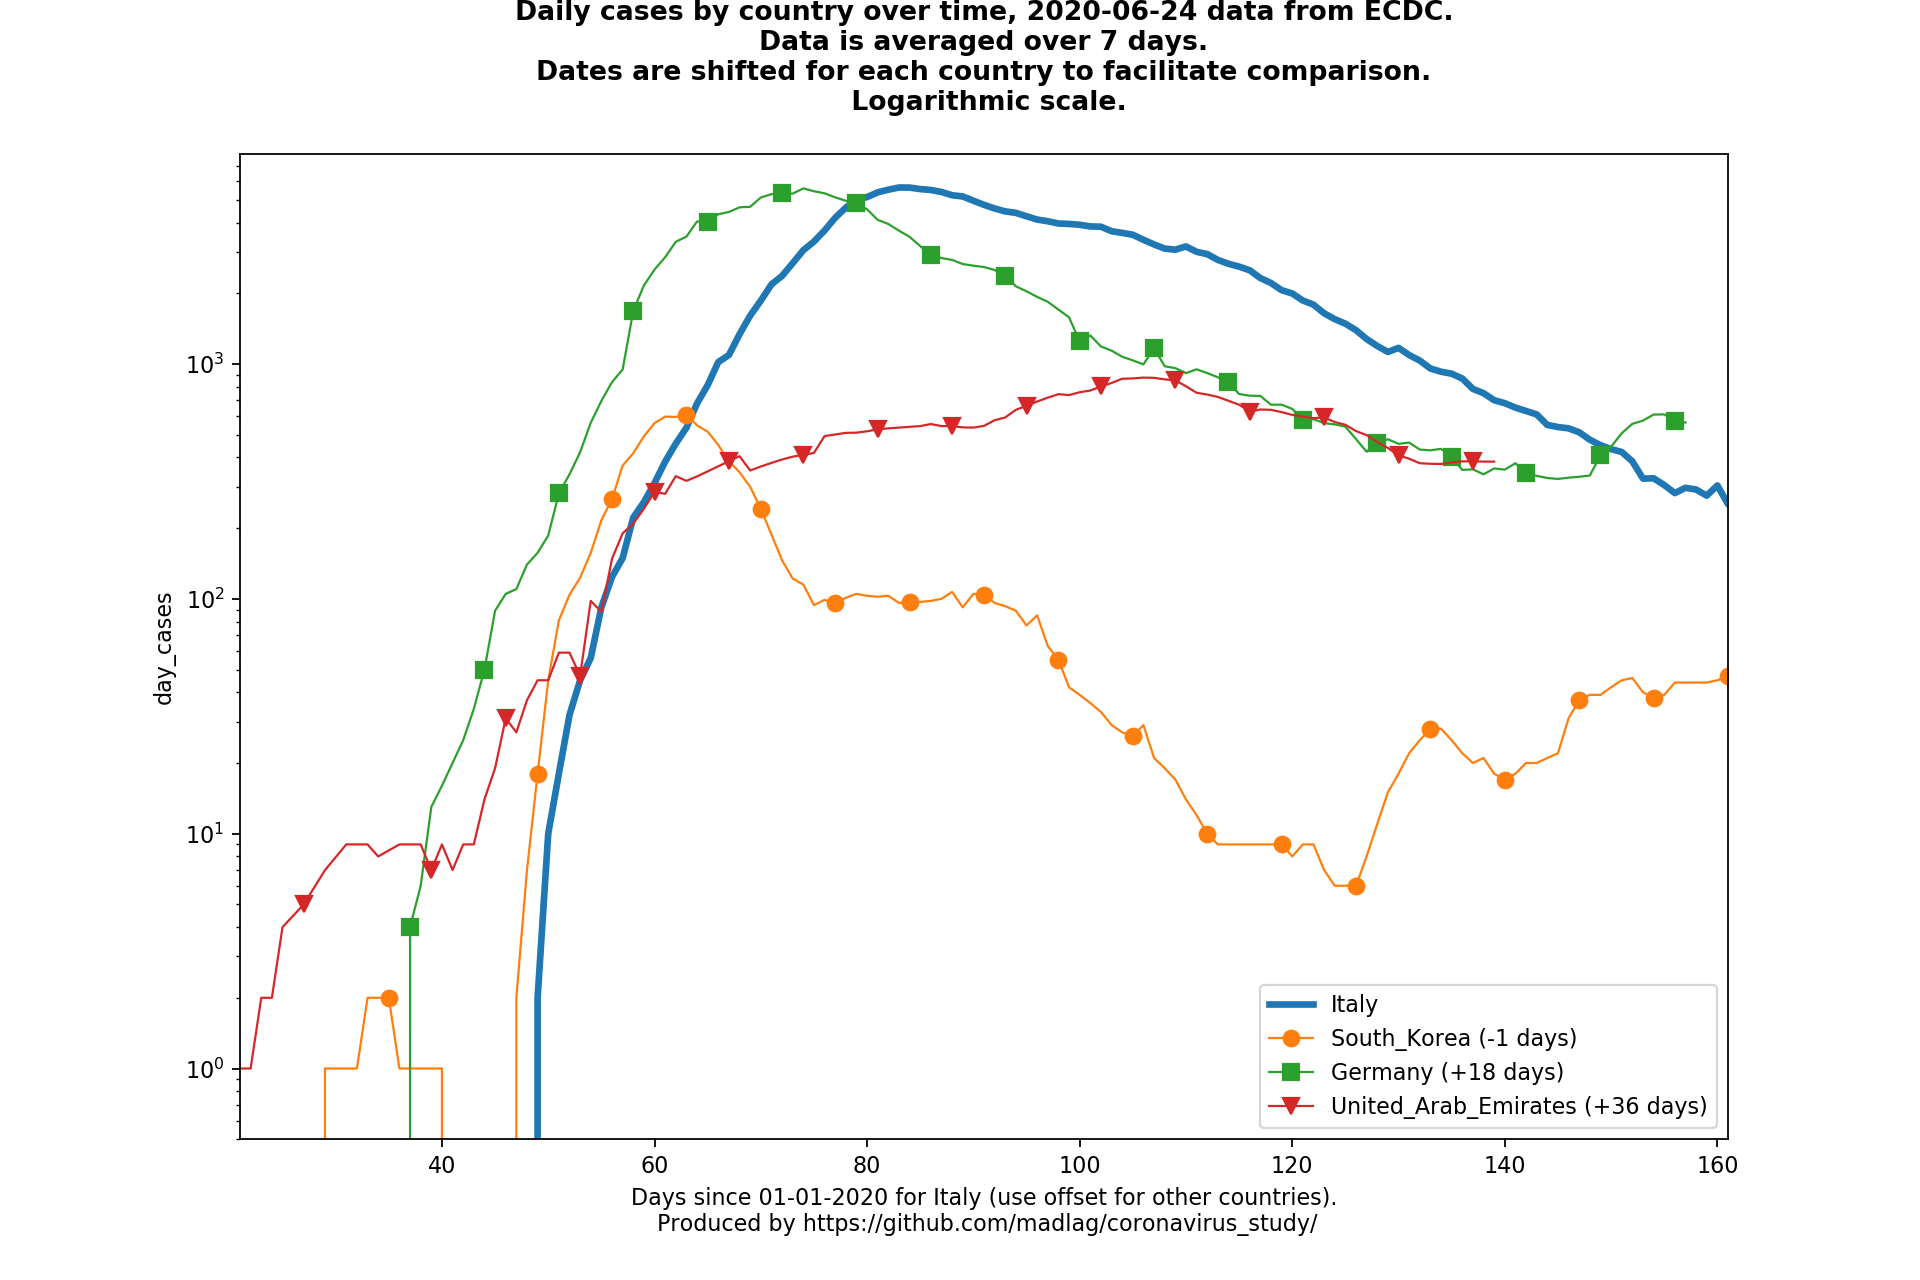 Daily cases by country over time, 2020-06-24 data from ECDC.
Data is averaged over 7 days.
Dates are shifted for each country to facilitate comparison.
Logarithmic scale.
10^3
10^2
10^1
10^0
day_cases
Italy
South_Korea (-1 days)
Germany (+18 days)
United_Arab_Emirates (+36 days)
40 60 80 100 120 140 160
Days since 01-01-2020 for Italy (use offset for other countries).
Produced by https://github.com/madlag/coronavirus_study/